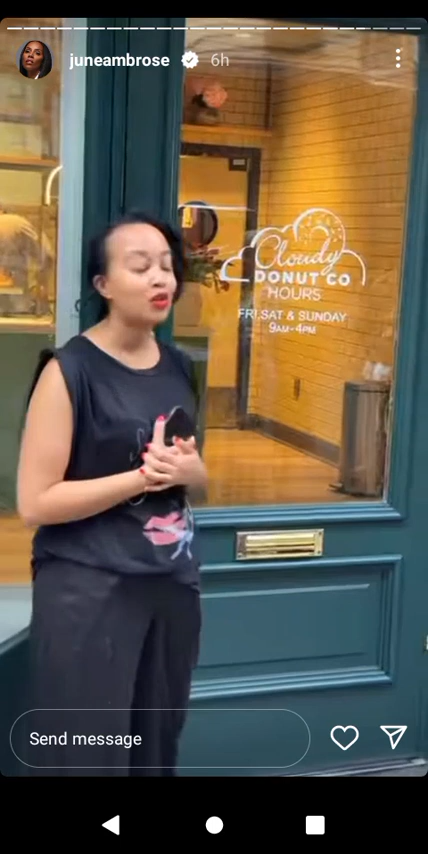 juneambrose 6h
Cloudy
DONUT CO
HOURS
FRI,SAT & SUNDAY
9AM-4PM
Send message